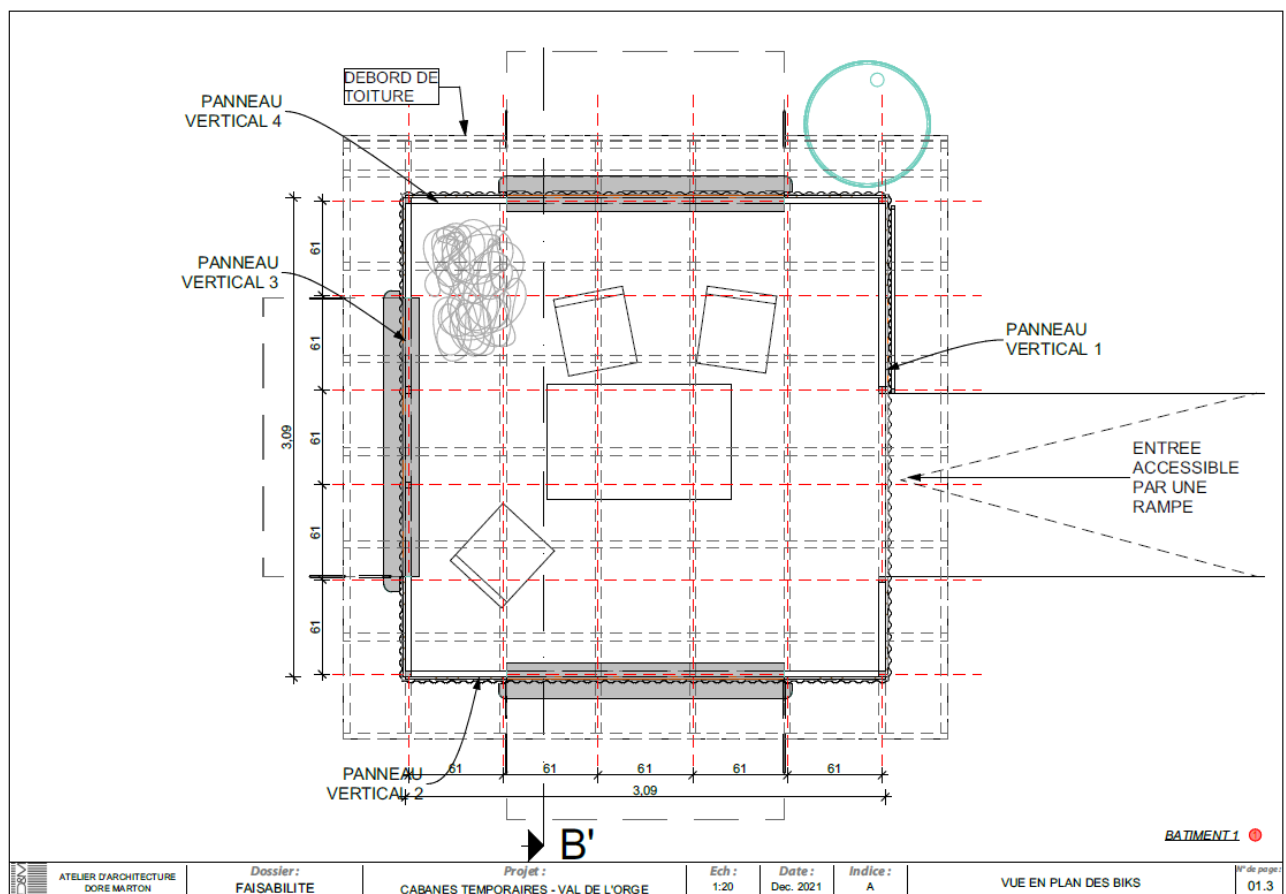 DEBORD DE
TOITURE
PANNEAU
VERTICAL 4
PANNEAU
VERTICAL 3
PANNEAU
VERTICAL 1
ENTREE
ACCESSIBLE
PAR UNE
RAMPE
61
61
61
61
61
3,09
PANNEAU
VERTICAL 2
61
61
61
61
61
3,09
B'
BATIMENT 1
D&M
ATELIER D'ARCHITECTURE
DORE MARTON
Dossier :
FAISABILITE
Projet :
CABANES TEMPORAIRES - VAL DE L'ORGE
Ech :
1:20
Date :
Dec. 2021
Indice :
A
VUE EN PLAN DES BIKS
N° de page:
01.3